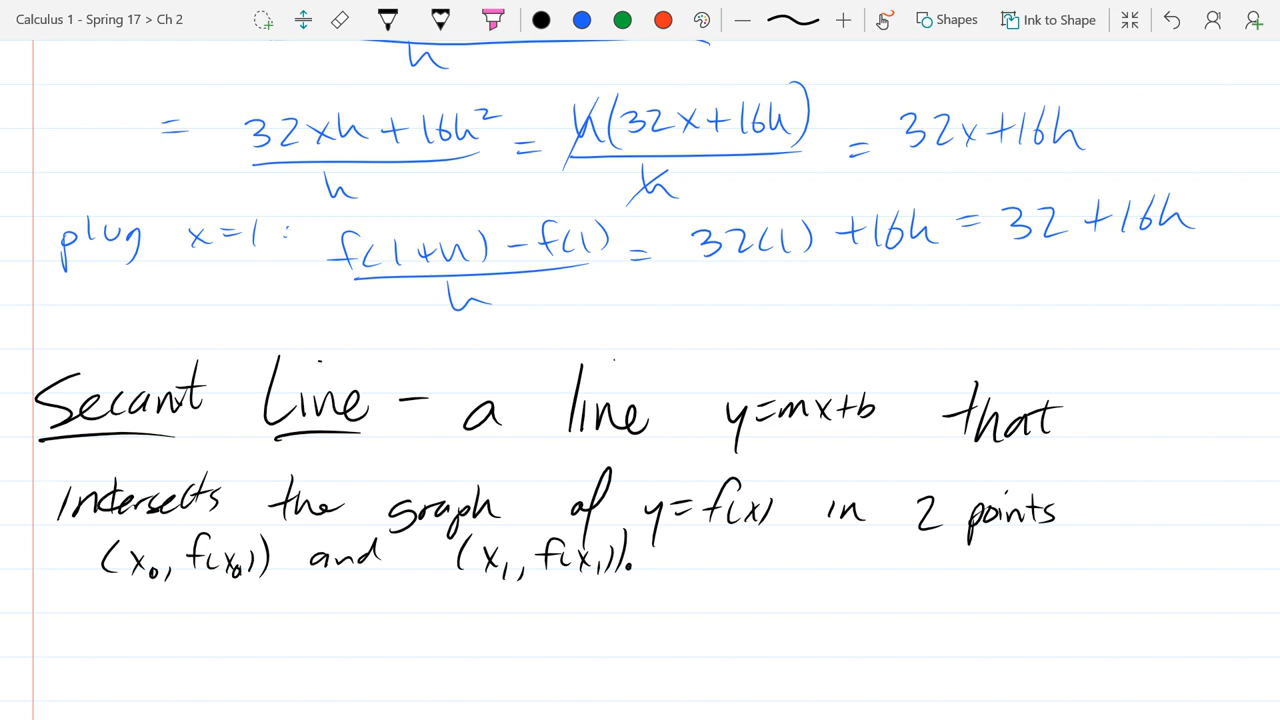 Calculus 1 - Spring 17 > Ch 2
Shapes
Ink to Shape
h
= 32xh + 16h² / h = h(32x+16h) / h = 32x+16h
plug x=1: f(1+h) - f(1) / h = 32(1) + 16h = 32 + 16h
Secant Line - a line y=mx+b that
intersects the graph of y=f(x) in 2 points
(x₀, f(x₀)) and (x₁, f(x₁)).